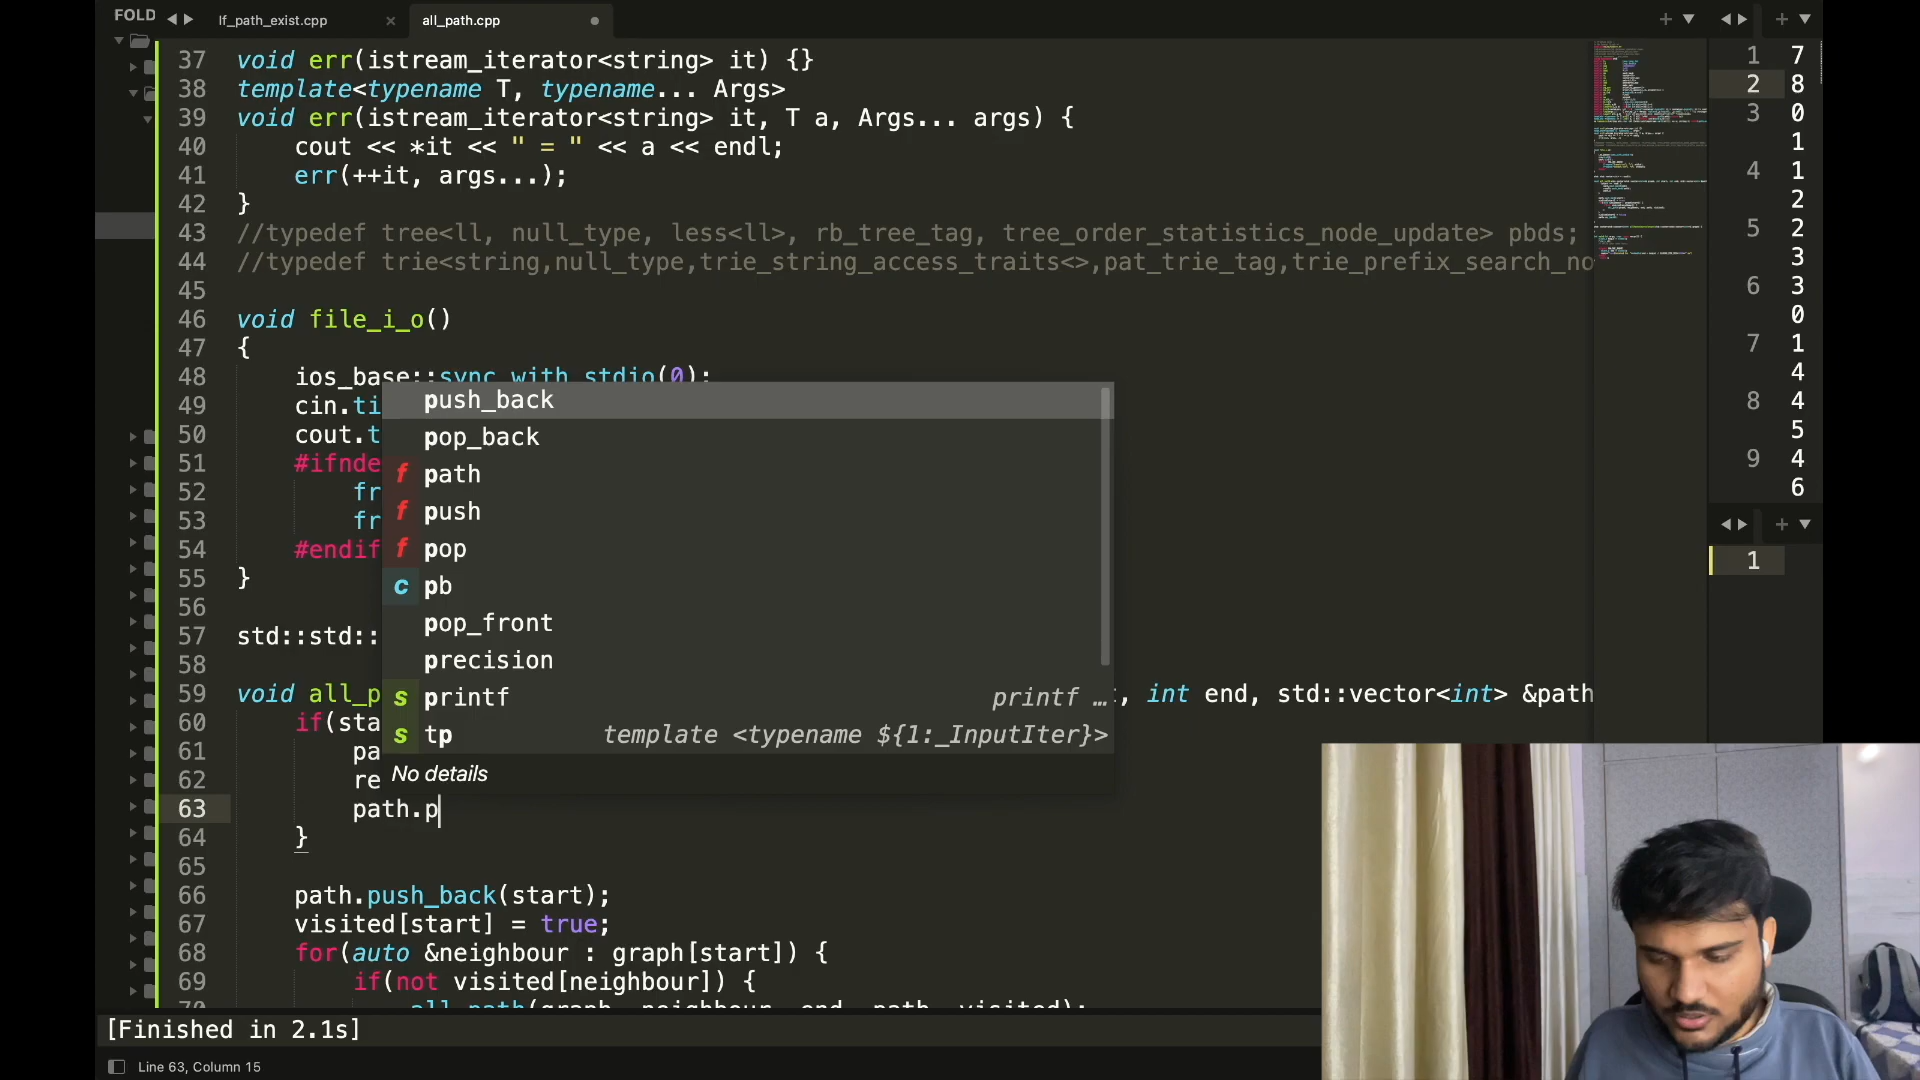 FOLD
lf_path_exist.cpp
all_path.cpp
37 void err(istream_iterator<string> it) {}
38 template<typename T, typename... Args>
39 void err(istream_iterator<string> it, T a, Args... args) {
40 cout << *it << " = " << a << endl;
41 err(++it, args...);
42 }
43 //typedef tree<ll, null_type, less<ll>, rb_tree_tag, tree_order_statistics_node_update> pbds;
44 //typedef trie<string,null_type,trie_string_access_traits<>,pat_trie_tag,trie_prefix_search_no
45
46 void file_i_o()
47 {
48 ios_base::sync_with_stdio(0);
49 cin.ti
50 cout.t
51 #ifnde
52 fr
53 fr
54 #endif
55 }
56
57 std::std::
58
59 void all_p , int end, std::vector<int> &path
60 if(sta
61 pa
62 re
63 path.p
64 }
65
66 path.push_back(start);
67 visited[start] = true;
68 for(auto &neighbour : graph[start]) {
69 if(not visited[neighbour]) {
70 all_path(graph, neighbour, end, path, visited);
push_back
pop_back
f path
f push
f pop
c pb
pop_front
precision
s printf printf …
s tp template <typename ${1:_InputIter}>
No details
1 7
2 8
3 0
1
4 1
2
5 2
3
6 3
0
7 1
4
8 4
5
9 4
6
1
[Finished in 2.1s]
Line 63, Column 15